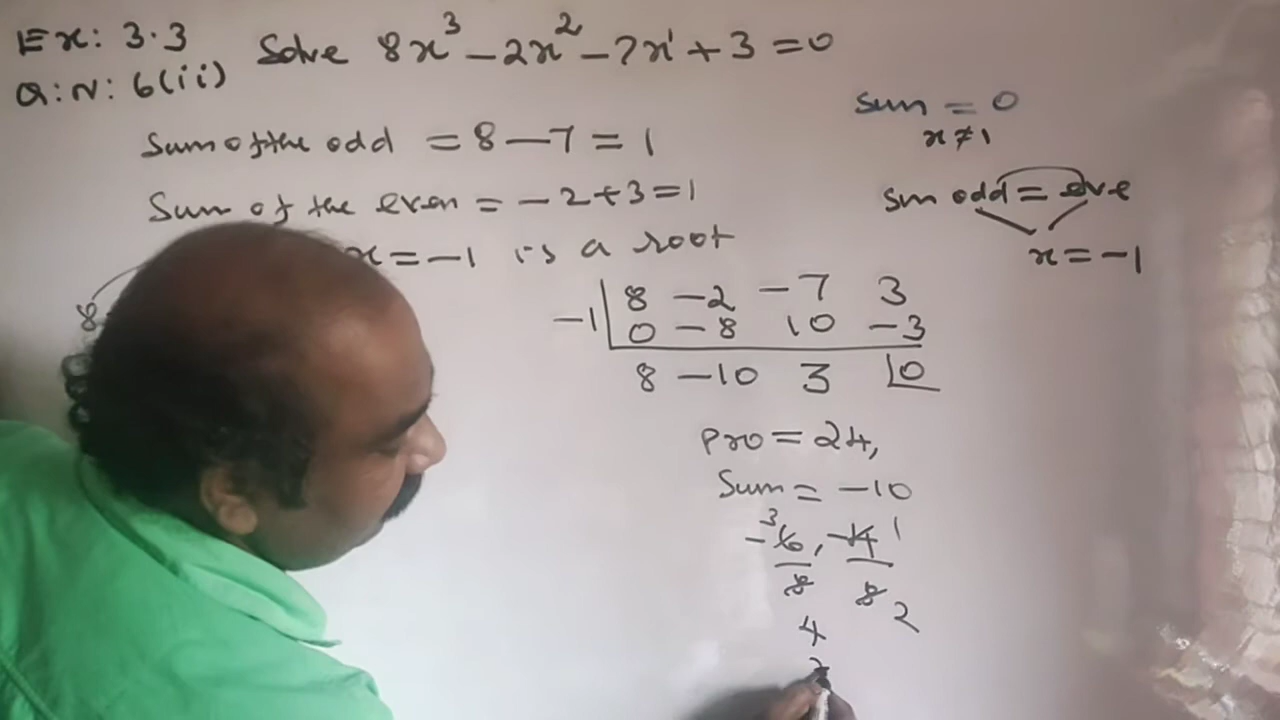 Ex: 3.3
Q:N: 6(ii)
Solve 8x³ - 2x² - 7x¹ + 3 = 0
Sum = 0
x ≠ 1
Sum of the odd = 8 - 7 = 1
Sum of the even = - 2 + 3 = 1
Sm odd = eve
x = -1
x = -1 is a root
8
-1 | 8 -2 -7 3
0 -8 10 -3
8 -10 3 |0
Pro = 24,
Sum = -10
3 1
-6, -4
8 8 2
4